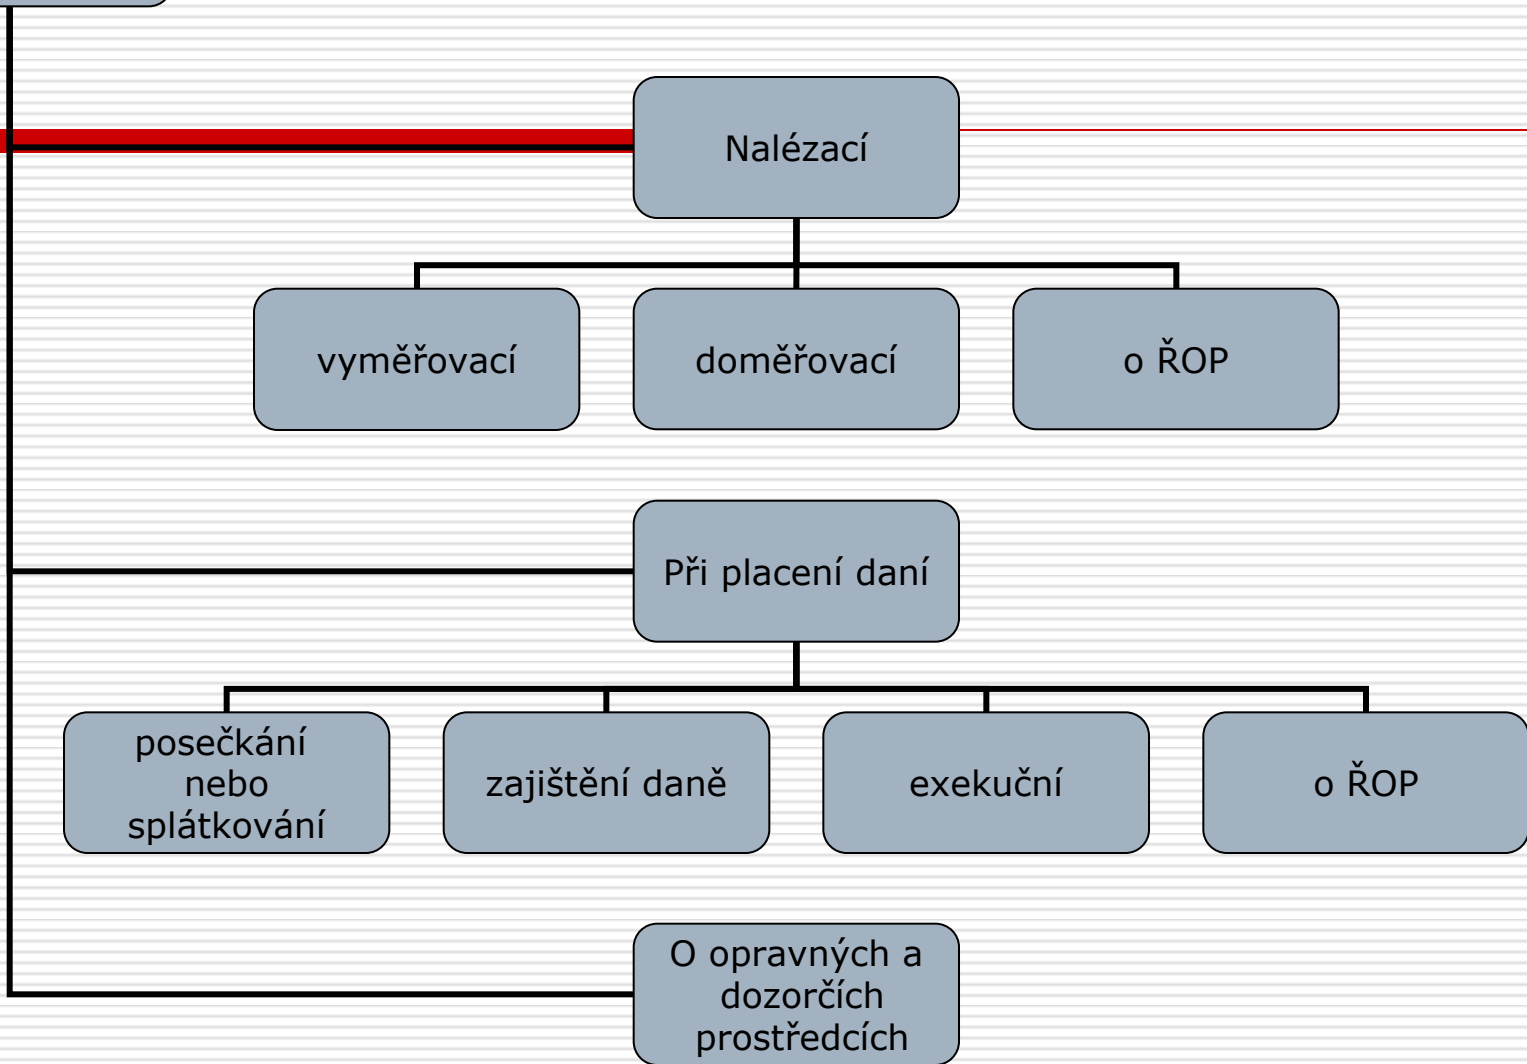 Nalézací
vyměřovací
doměřovací
o ŘOP
Při placení daní
posečkání
nebo
splátkování
zajištění daně
exekuční
o ŘOP
O opravných a
dozorčích
prostředcích